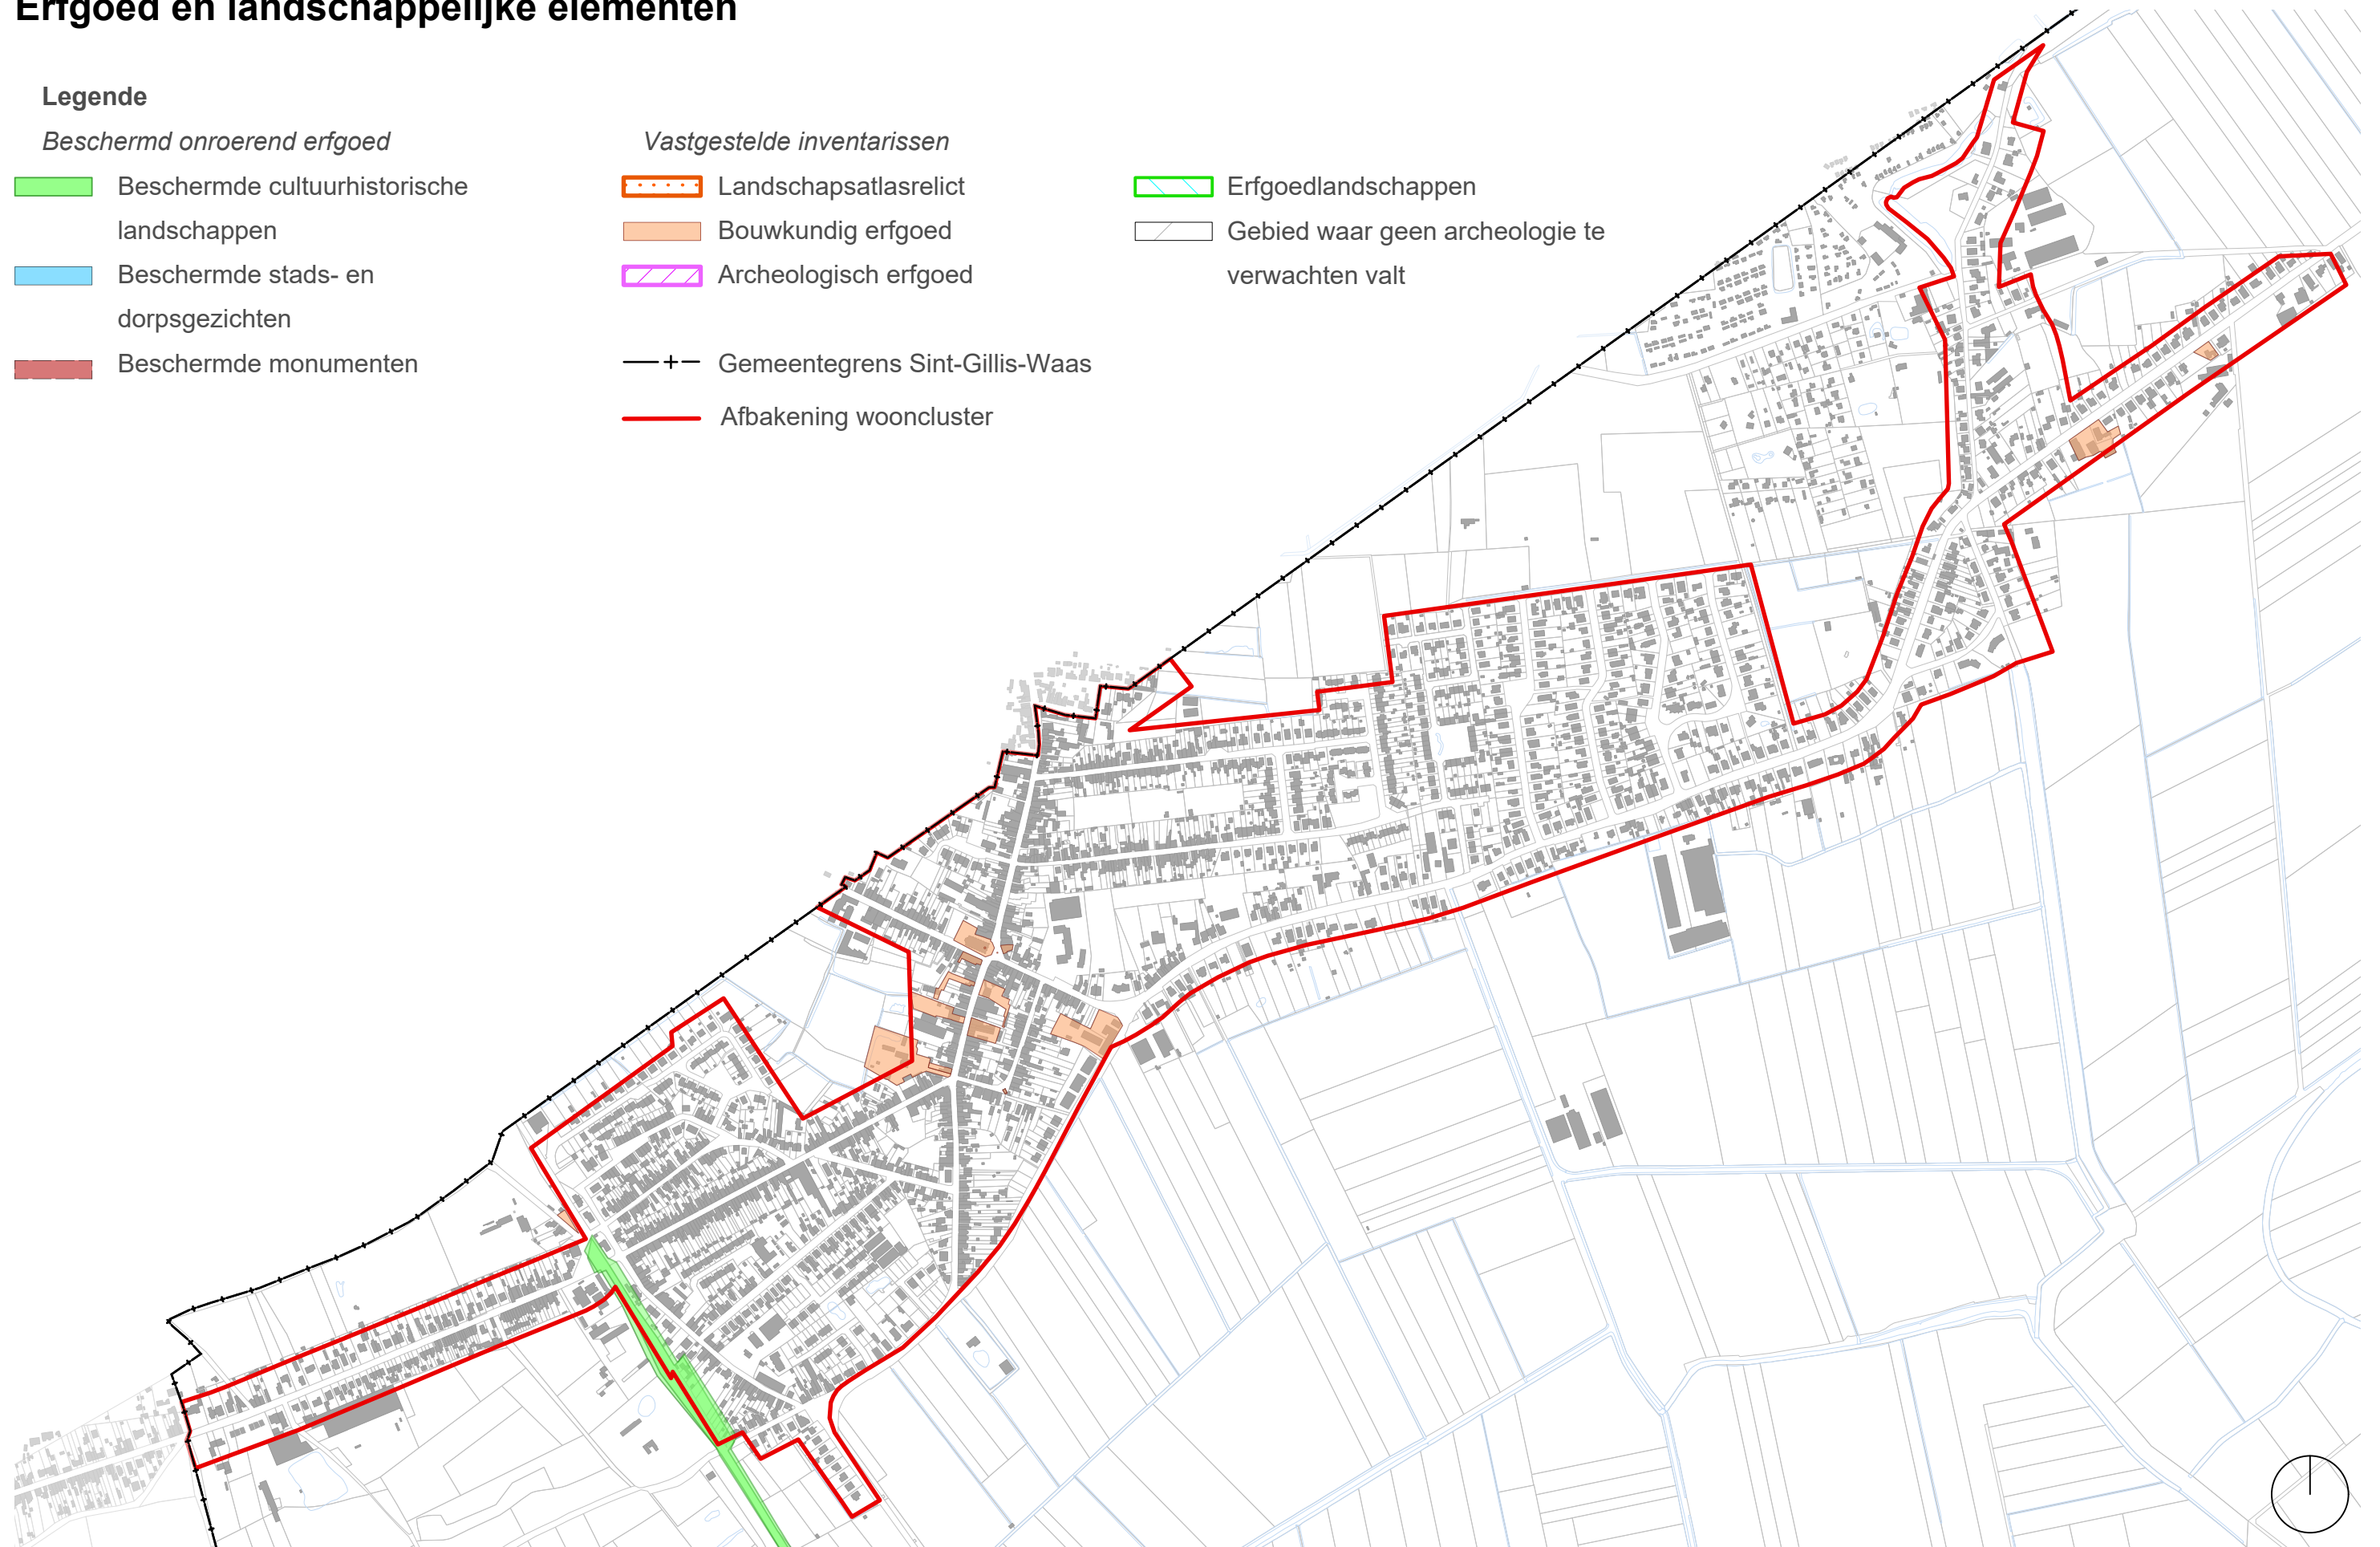 Erfgoed en landschappelijke elementen
Legende
Beschermd onroerend erfgoed
Beschermde cultuurhistorische
landschappen
Beschermde stads- en
dorpsgezichten
Beschermde monumenten
Vastgestelde inventarissen
Landschapsatlasrelict
Bouwkundig erfgoed
Archeologisch erfgoed
Gemeentegrens Sint-Gillis-Waas
Afbakening wooncluster
Erfgoedlandschappen
Gebied waar geen archeologie te
verwachten valt